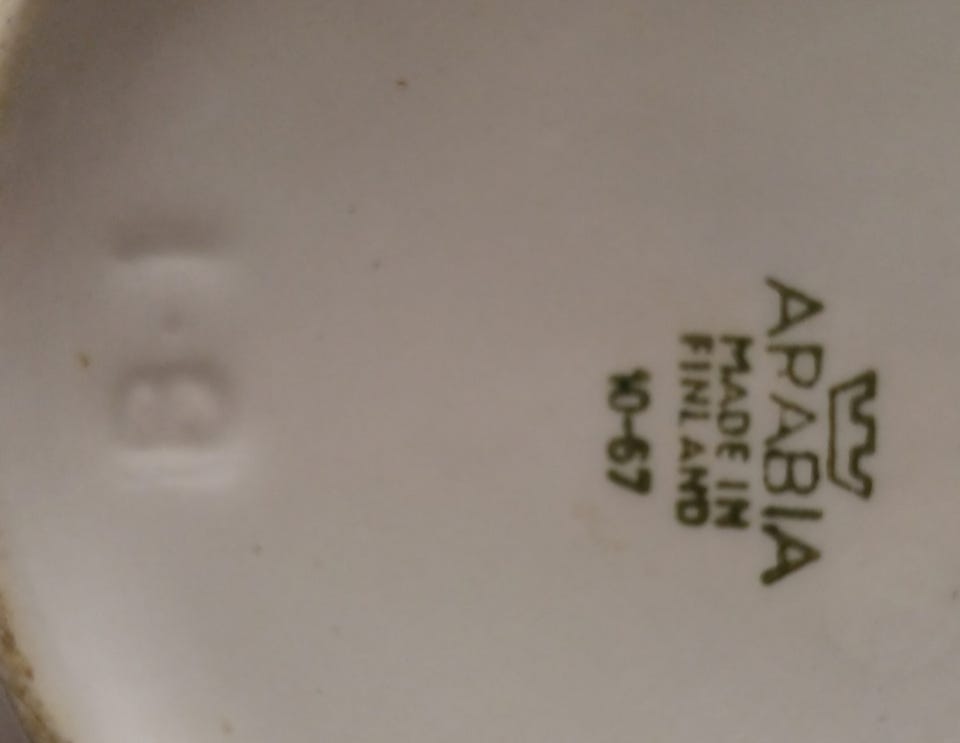 ARABIA
MADE IN
FINLAND
10-67